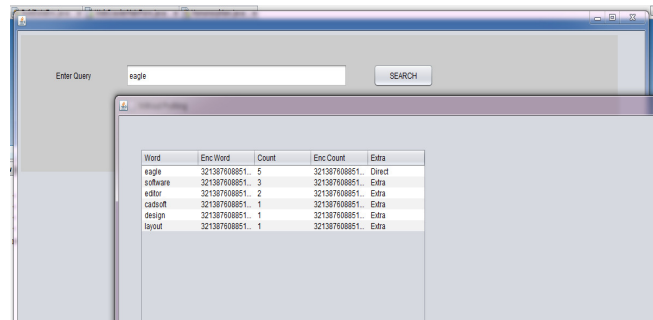 Enter Query eagle SEARCH
Word Enc Word Count Enc Count Extra
eagle 321387608851... 5 321387608851... Direct
software 321387608851... 3 321387608851... Extra
editor 321387608851... 2 321387608851... Extra
cadsoft 321387608851... 1 321387608851... Extra
design 321387608851... 1 321387608851... Extra
layout 321387608851... 1 321387608851... Extra